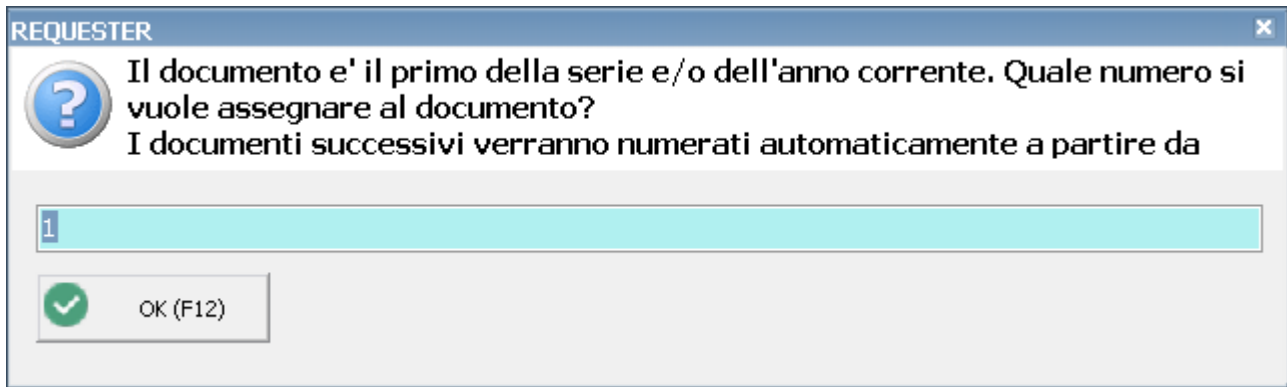 REQUESTER
Il documento e' il primo della serie e/o dell'anno corrente. Quale numero si
vuole assegnare al documento?
I documenti successivi verranno numerati automaticamente a partire da
1
OK (F12)